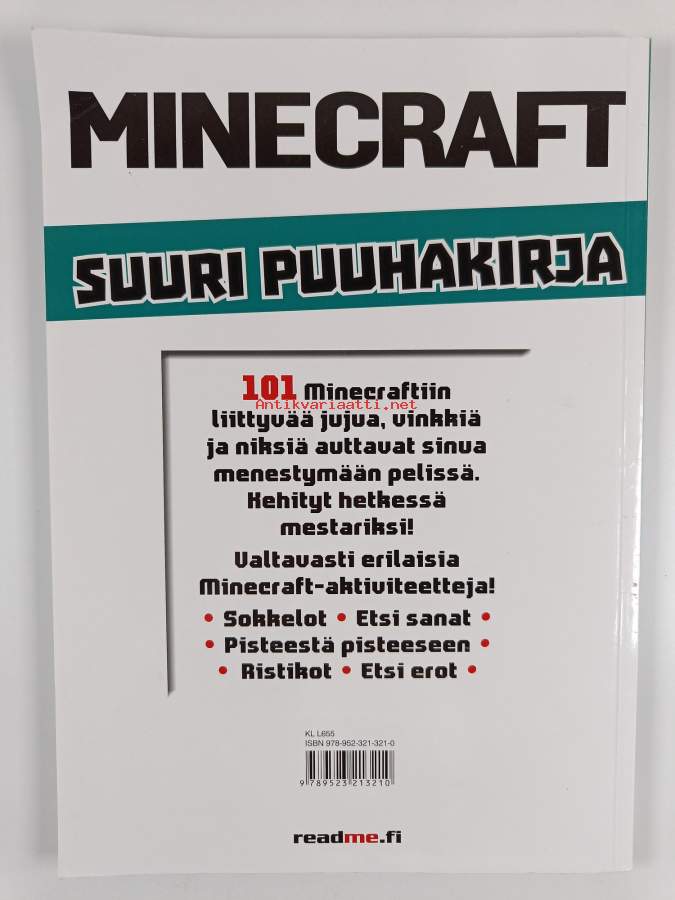 MINECRAFT
SUURI PUUHAKIRJA
101 Minecraftiin
Antikvariaatti.net
liittyvää jujua, vinkkiä
ja niksiä auttavat sinua
menestymään pelissä.
Kehityt hetkessä
mestariksi!
Valtavasti erilaisia
Minecraft-aktiviteetteja!
• Sokkelot • Etsi sanat •
• Pisteestä pisteeseen •
• Ristikot • Etsi erot •
KL L655
ISBN 978-952-321-321-0
9 789523 213210
readme.fi